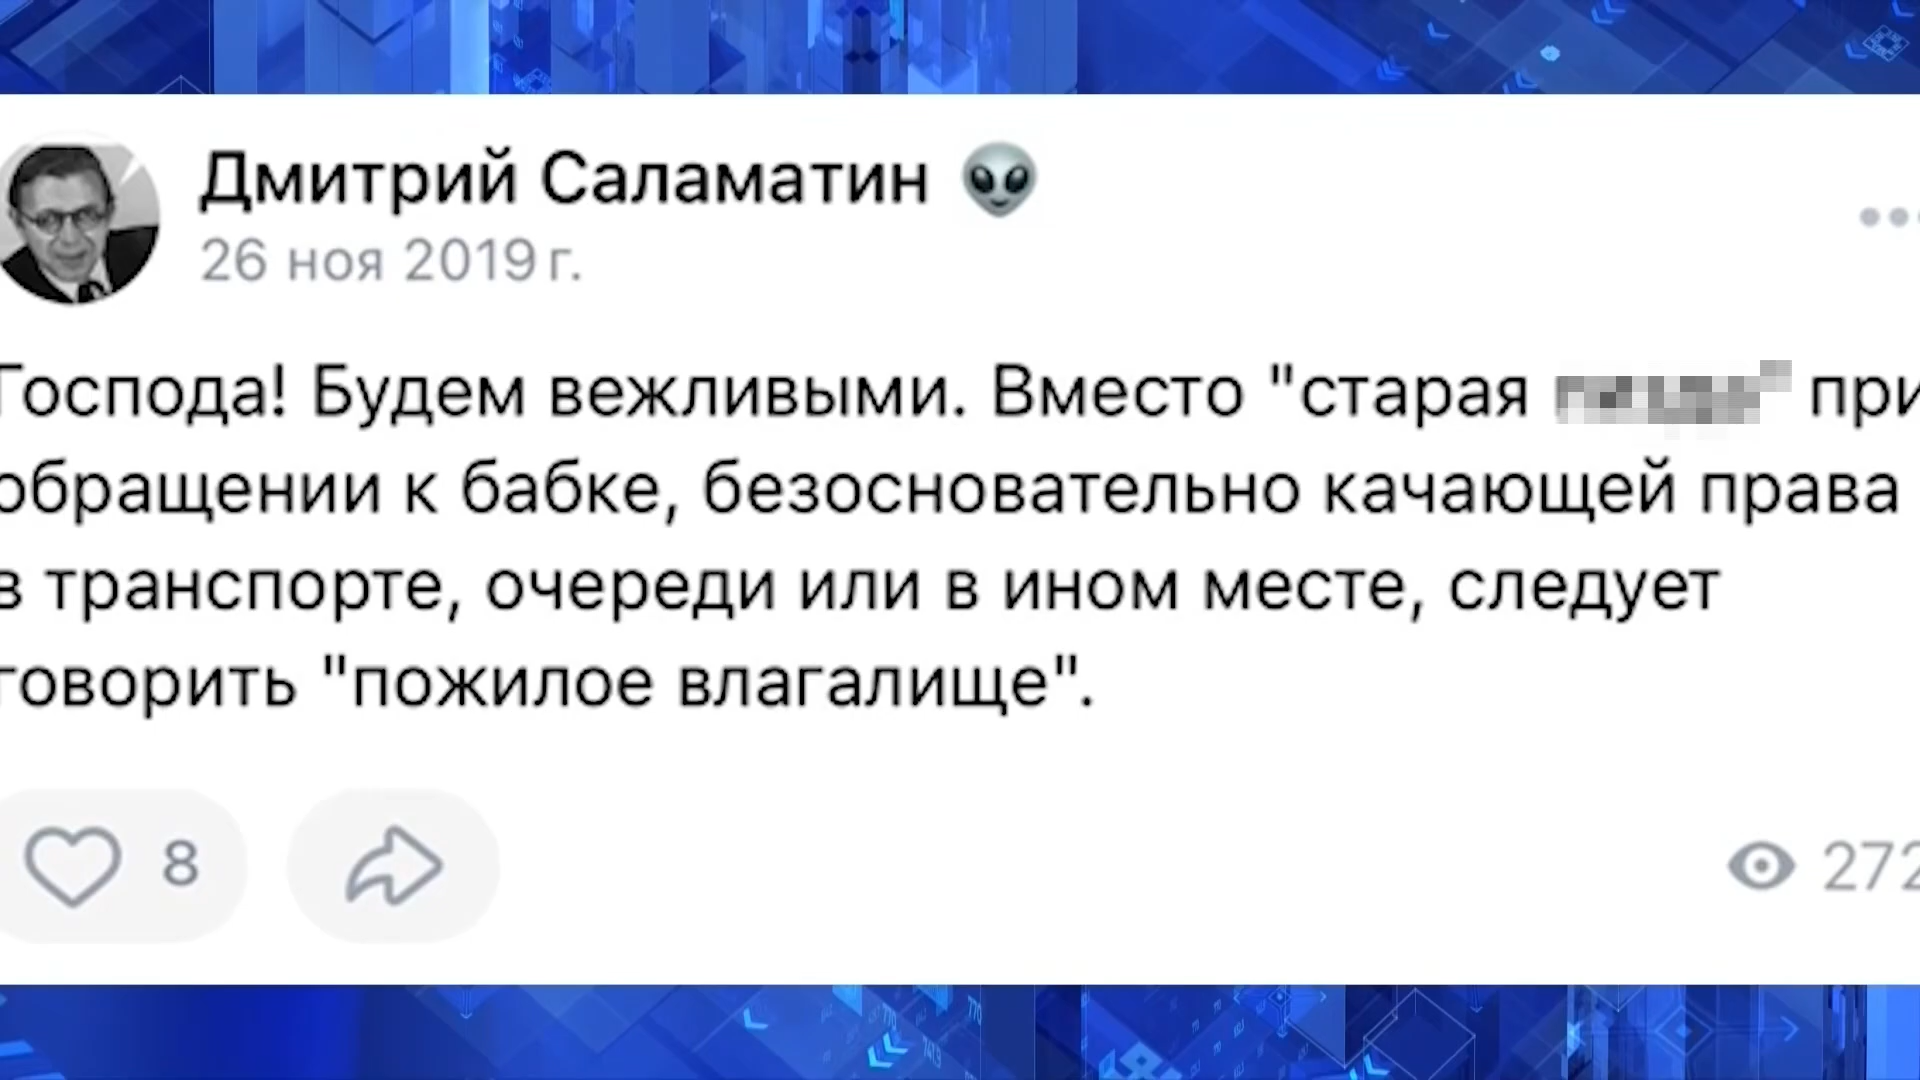 Дмитрий Саламатин
26 ноя 2019 г.
Господа! Будем вежливыми. Вместо "старая при
обращении к бабке, безосновательно качающей права
в транспорте, очереди или в ином месте, следует
говорить "пожилое влагалище".
8
272